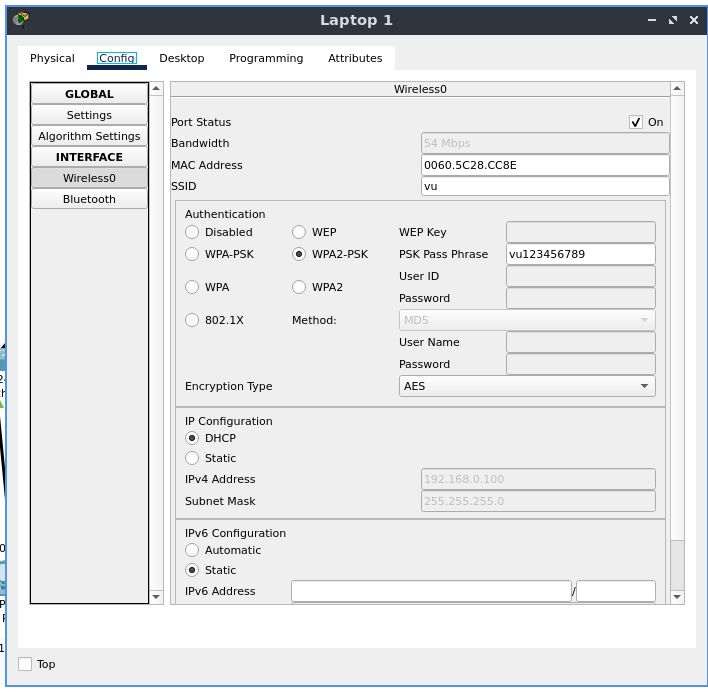 Laptop 1
Physical Config Desktop Programming Attributes
GLOBAL
Settings
Algorithm Settings
INTERFACE
Wireless0
Bluetooth
Wireless0
Port Status On
Bandwidth 54 Mbps
MAC Address 0060.5C28.CC8E
SSID vu
Authentication
Disabled WEP WEP Key
WPA-PSK WPA2-PSK PSK Pass Phrase vu123456789
User ID
WPA WPA2
Password
802.1X Method: MD5
User Name
Password
Encryption Type AES
IP Configuration
DHCP
Static
IPv4 Address 192.168.0.100
Subnet Mask 255.255.255.0
IPv6 Configuration
Automatic
Static
IPv6 Address /
Top